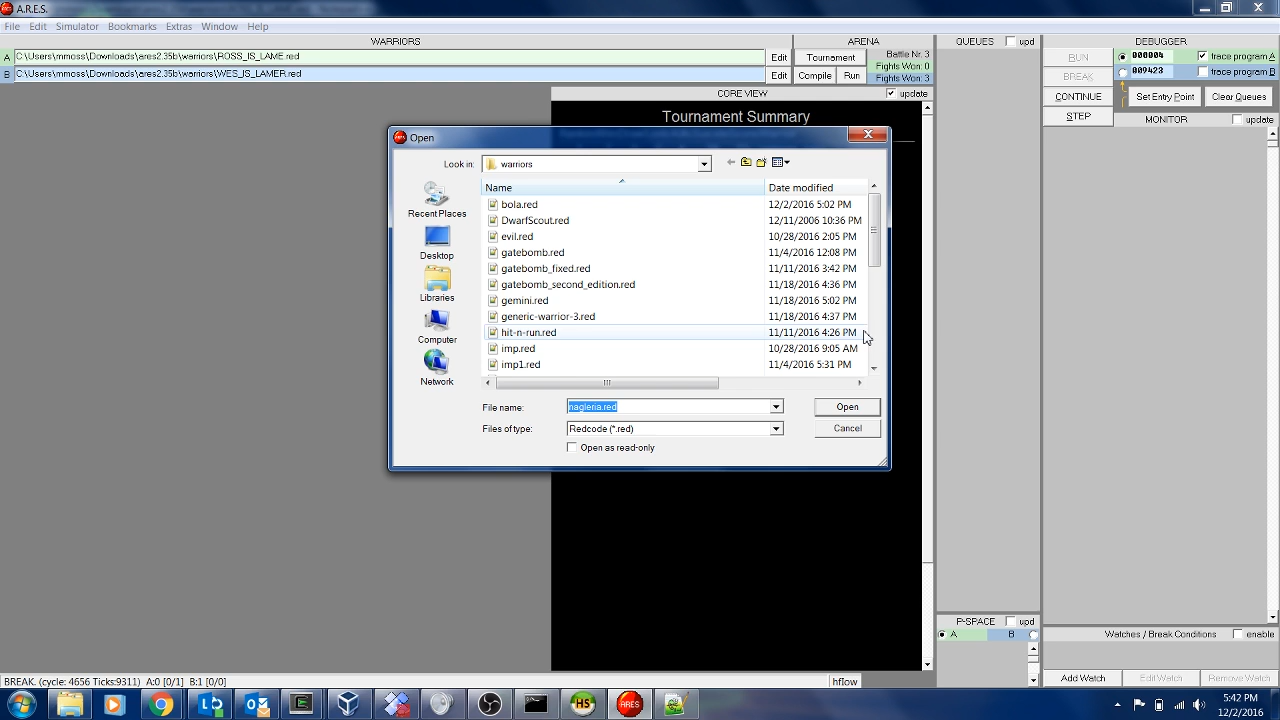 A.R.E.S.
File Edit Simulator Bookmarks Extras Window Help
WARRIORS ARENA QUEUES upd DEBUGGER
A C:\Users\mmoss\Downloads\ares2.35b\warriors\ROSS_IS_LAME.red Edit Tournament Battle Nr. 3 RUN 000004 trace program A
Fights Won: 0
B C:\Users\mmoss\Downloads\ares2.35b\warriors\WES_IS_LAMER.red Edit Compile Run Fights Won: 3 BREAK 009423 trace program B
CORE VIEW update CONTINUE Set Entry Point Clear Queues
Tournament Summary STEP MONITOR update
Open
Look in: warriors
Name Date modified
Recent Places
Desktop
Libraries
Computer
Network
bola.red 12/2/2016 5:02 PM
DwarfScout.red 12/11/2006 10:36 PM
evil.red 10/28/2016 2:05 PM
gatebomb.red 11/4/2016 12:08 PM
gatebomb_fixed.red 11/11/2016 3:42 PM
gatebomb_second_edition.red 11/18/2016 4:36 PM
gemini.red 11/18/2016 5:02 PM
generic-warrior-3.red 11/18/2016 4:37 PM
hit-n-run.red 11/11/2016 4:26 PM
imp.red 10/28/2016 9:05 AM
imp1.red 11/4/2016 5:31 PM
File name: nagleria.red Open
Files of type: Redcode (*.red) Cancel
Open as read-only
P-SPACE upd
A B Watches / Break Conditions enable
Add Watch Edit Watch Remove Watch
BREAK. (cycle: 4656 Ticks:9311) A:0 [0/1] B:1 [0/0] hflow
HS ARES 5:42 PM
12/2/2016